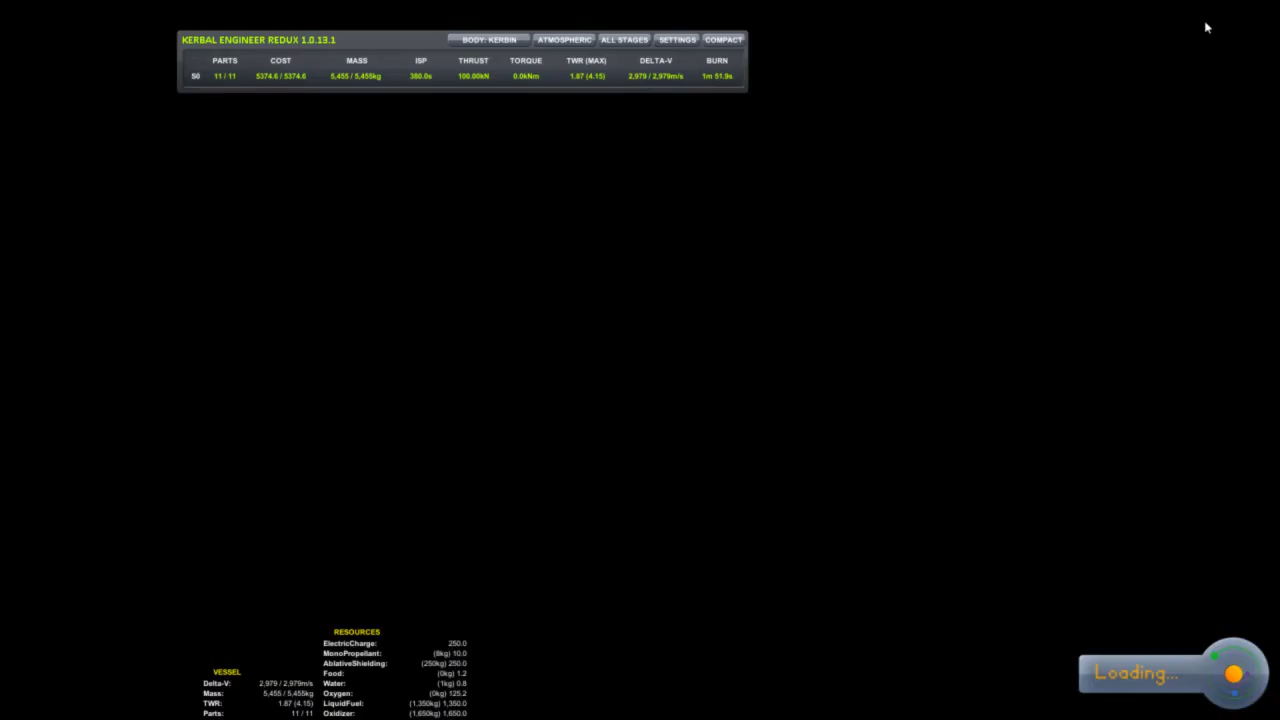 KERBAL ENGINEER REDUX 1.0.13.1 BODY: KERBIN ATMOSPHERIC ALL STAGES SETTINGS COMPACT
PARTS COST MASS ISP THRUST TORQUE TWR (MAX) DELTA-V BURN
S0 11 / 11 5374.6 / 5374.6 5,455 / 5,455kg 380.0s 100.00kN 0.0kNm 1.87 (4.15) 2,979 / 2,979m/s 1m 51.9s
RESOURCES
ElectricCharge: 250.0
MonoPropellant: (8kg) 10.0
AblativeShielding: (250kg) 250.0
Food: (0kg) 1.2
Water: (1kg) 0.8
Oxygen: (0kg) 125.2
LiquidFuel: (1,350kg) 1,350.0
Oxidizer: (1,650kg) 1,650.0
VESSEL
Delta-V: 2,979 / 2,979m/s
Mass: 5,455 / 5,455kg
TWR: 1.87 (4.15)
Parts: 11 / 11
Loading...